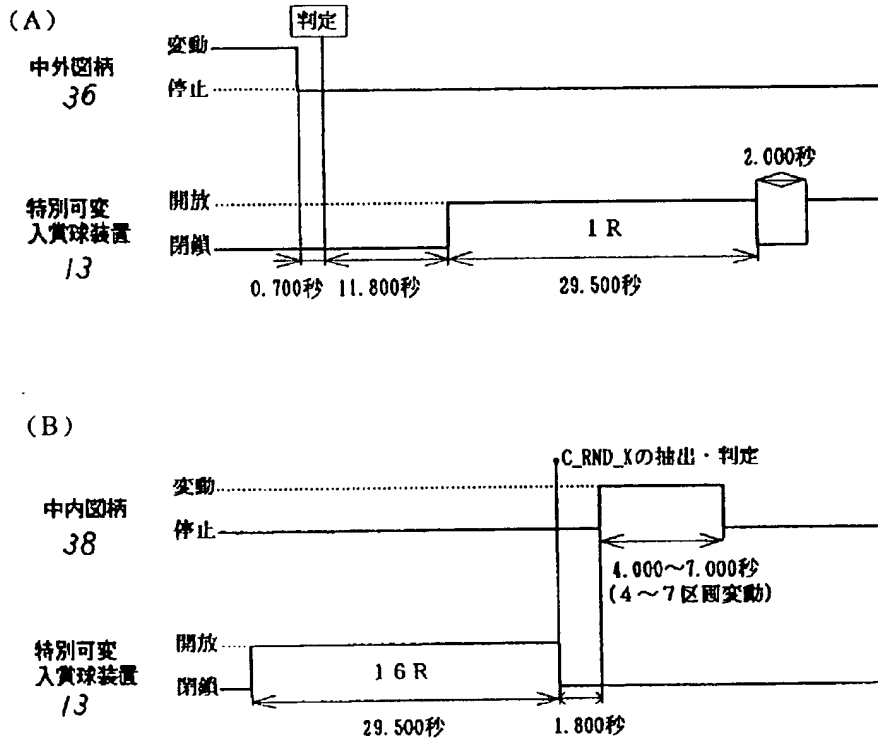 (A)
判定
変動
中外図柄
36
停止
2.000秒
特別可変
入賞球装置
13
開放
1R
閉鎖
0.700秒 11.800秒
29.500秒
(B)
C_RND_Xの抽出・判定
変動
中内図柄
38
停止
4.000～7.000秒
(4～7区画変動)
特別可変
入賞球装置
13
開放
16R
閉鎖
29.500秒
1.800秒